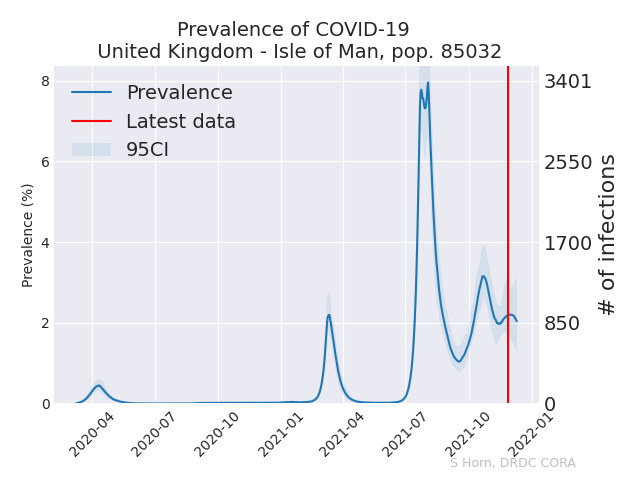 Prevalence of COVID-19
United Kingdom - Isle of Man, pop. 85032
Prevalence
Latest data
95CI
Prevalence (%)
8
6
4
2
0
3401
2550
1700
850
0
# of infections
2020-04
2020-07
2020-10
2021-01
2021-04
2021-07
2021-10
2022-01
S Horn, DRDC CORA